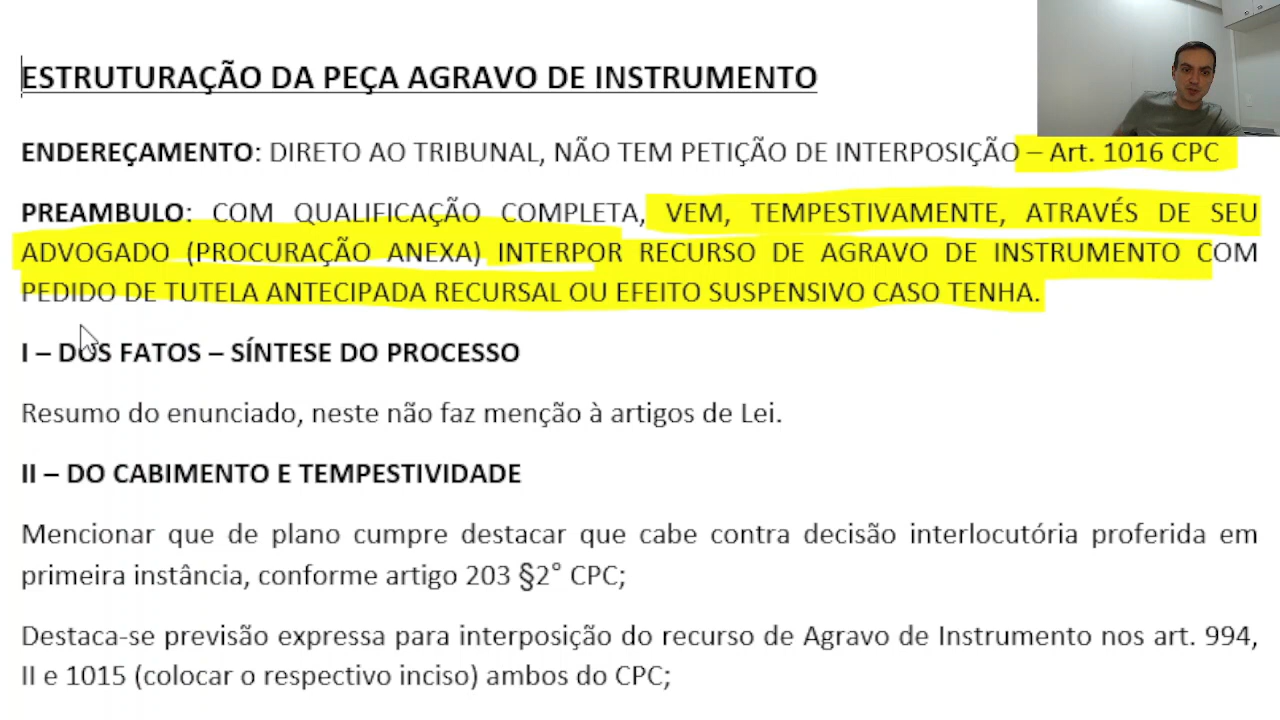 ESTRUTURAÇÃO DA PEÇA AGRAVO DE INSTRUMENTO
ENDEREÇAMENTO: DIRETO AO TRIBUNAL, NÃO TEM PETIÇÃO DE INTERPOSIÇÃO – Art. 1016 CPC
PREAMBULO: COM QUALIFICAÇÃO COMPLETA, VEM, TEMPESTIVAMENTE, ATRAVÉS DE SEU
ADVOGADO (PROCURAÇÃO ANEXA) INTERPOR RECURSO DE AGRAVO DE INSTRUMENTO COM
PEDIDO DE TUTELA ANTECIPADA RECURSAL OU EFEITO SUSPENSIVO CASO TENHA.
I – DOS FATOS – SÍNTESE DO PROCESSO
Resumo do enunciado, neste não faz menção à artigos de Lei.
II – DO CABIMENTO E TEMPESTIVIDADE
Mencionar que de plano cumpre destacar que cabe contra decisão interlocutória proferida em
primeira instância, conforme artigo 203 §2° CPC;
Destaca-se previsão expressa para interposição do recurso de Agravo de Instrumento nos art. 994,
II e 1015 (colocar o respectivo inciso) ambos do CPC;